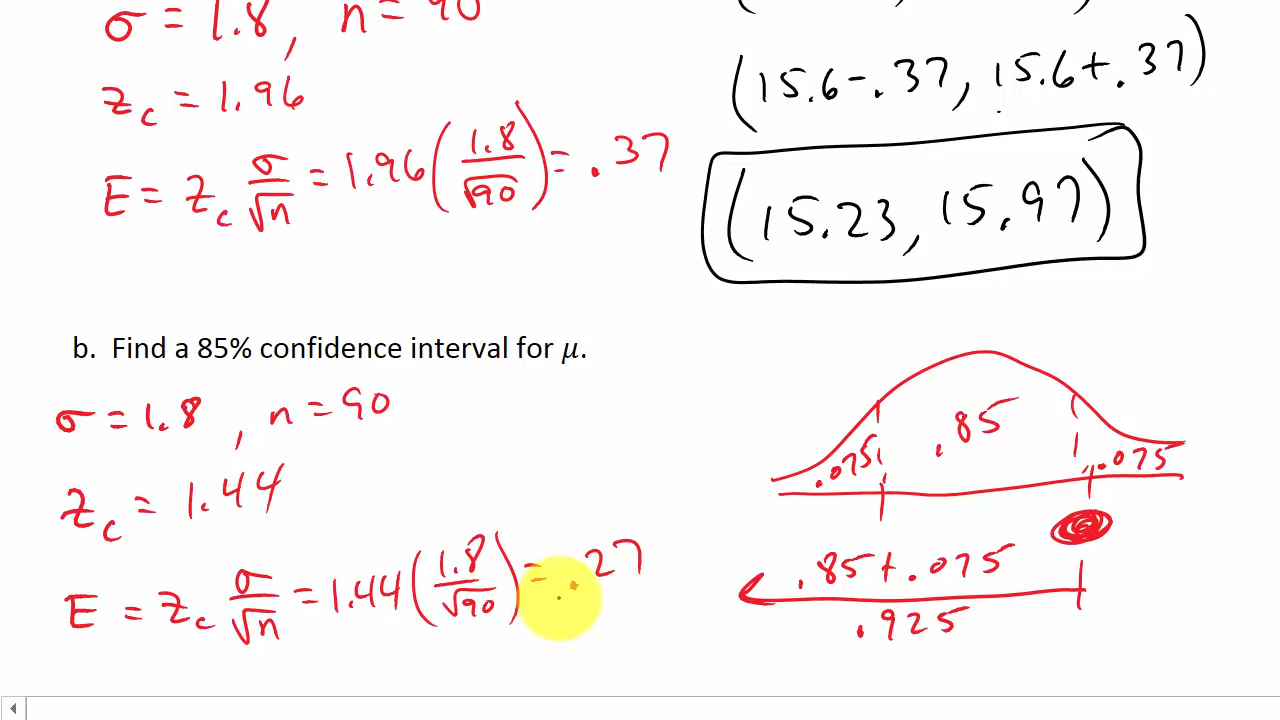 σ = 1.8, n = 90
z_c = 1.96
E = z_c σ/√n = 1.96(1.8/√90) = .37
(15.6-.37, 15.6+.37)
(15.23, 15.97)
b. Find a 85% confidence interval for μ.
σ = 1.8, n = 90
z_c = 1.44
E = z_c σ/√n = 1.44(1.8/√90) = .27
.075 .85 .075
.85+.075
.925